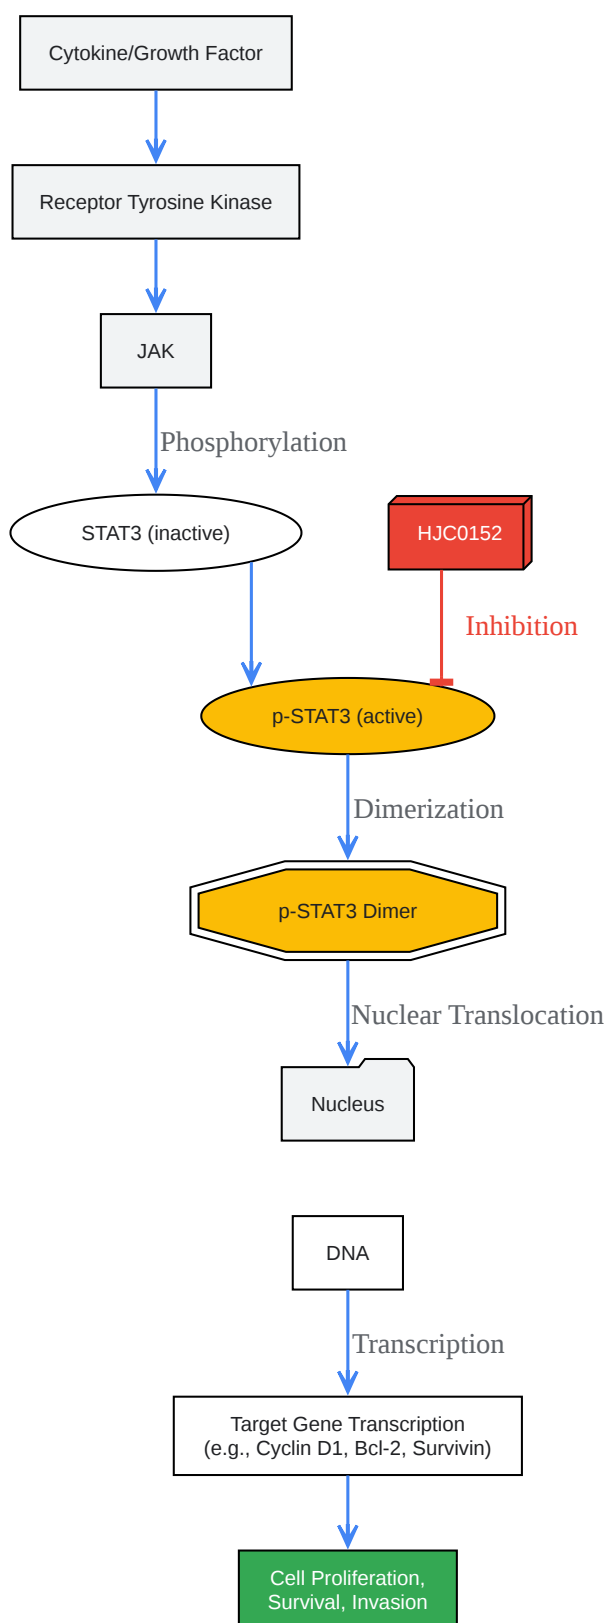 Cytokine/Growth Factor
Receptor Tyrosine Kinase
JAK
Phosphorylation
STAT3 (inactive)
HJC0152
Inhibition
p-STAT3 (active)
Dimerization
p-STAT3 Dimer
Nuclear Translocation
Nucleus
DNA
Transcription
Target Gene Transcription
(e.g., Cyclin D1, Bcl-2, Survivin)
Cell Proliferation,
Survival, Invasion